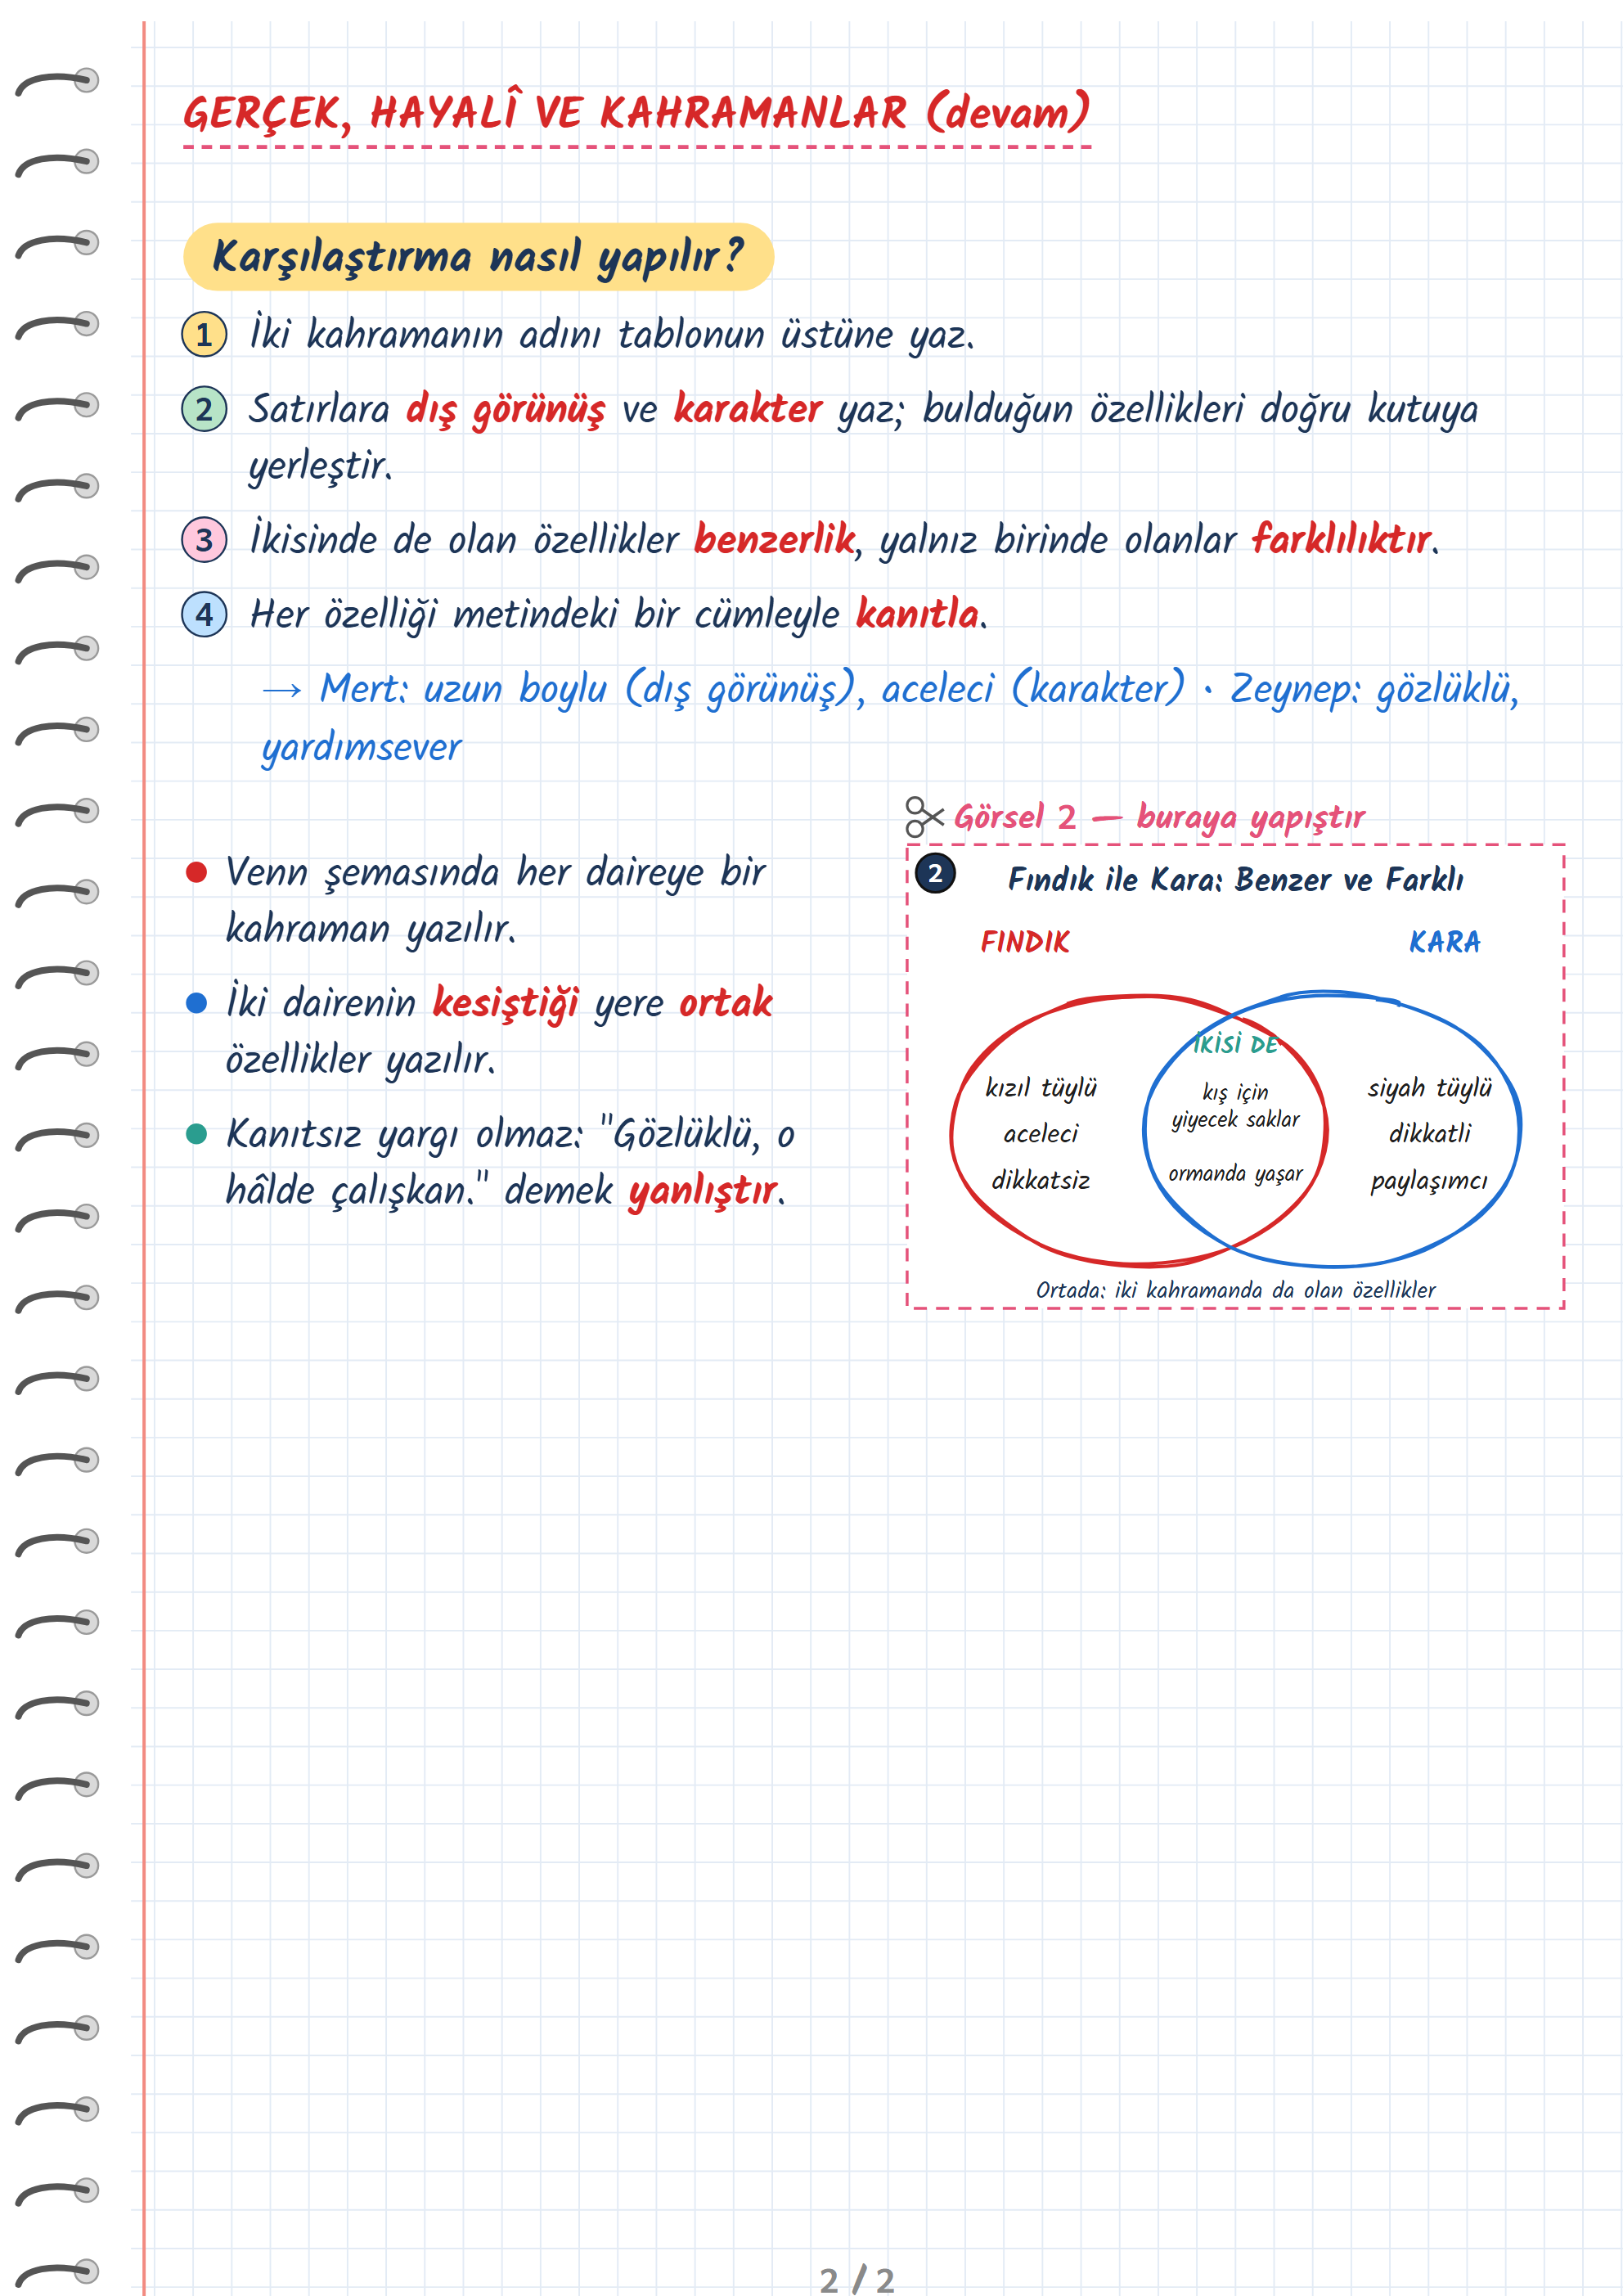 GERÇEK, HAYALÎ VE KAHRAMANLAR (devam)
Karşılaştırma nasıl yapılır?
1 İki kahramanın adını tablonun üstüne yaz.
2 Satırlara dış görünüş ve karakter yaz; bulduğun özellikleri doğru kutuya
yerleştir.
3 İkisinde de olan özellikler benzerlik, yalnız birinde olanlar farklılıktır.
4 Her özelliği metindeki bir cümleyle kanıtla.
→ Mert: uzun boylu (dış görünüş), aceleci (karakter) · Zeynep: gözlüklü,
yardımsever
• Venn şemasında her daireye bir
kahraman yazılır.
• İki dairenin kesiştiği yere ortak
özellikler yazılır.
• Kanıtsız yargı olmaz: "Gözlüklü, o
hâlde çalışkan." demek yanlıştır.
Görsel 2 — buraya yapıştır
2 Fındık ile Kara: Benzer ve Farklı
FINDIK
KARA
kızıl tüylü
aceleci
dikkatsiz
İKİSİ DE
kış için
yiyecek saklar
ormanda yaşar
siyah tüylü
dikkatli
paylaşımcı
Ortada: iki kahramanda da olan özellikler
2 / 2